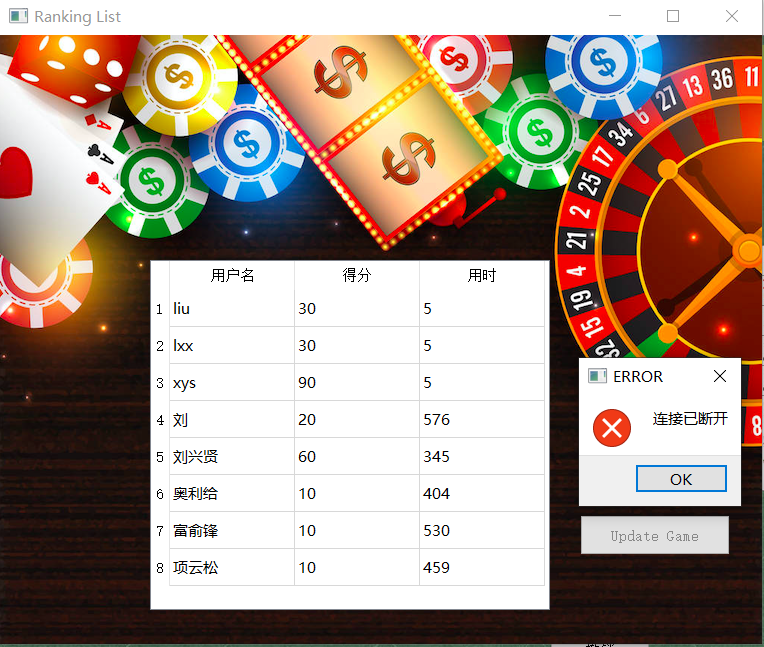 Ranking List
用户名 得分 用时
1 liu 30 5
2 lxx 30 5
3 xys 90 5
4 刘 20 576
5 刘兴贤 60 345
6 奥利给 10 404
7 富俞锋 10 530
8 项云松 10 459
ERROR
连接已断开
OK
Update Game
$
$
$
$
$
$
$
$
A
A
A
11
36
13
27
6
34
17
25
2
21
4
19
15
32
8